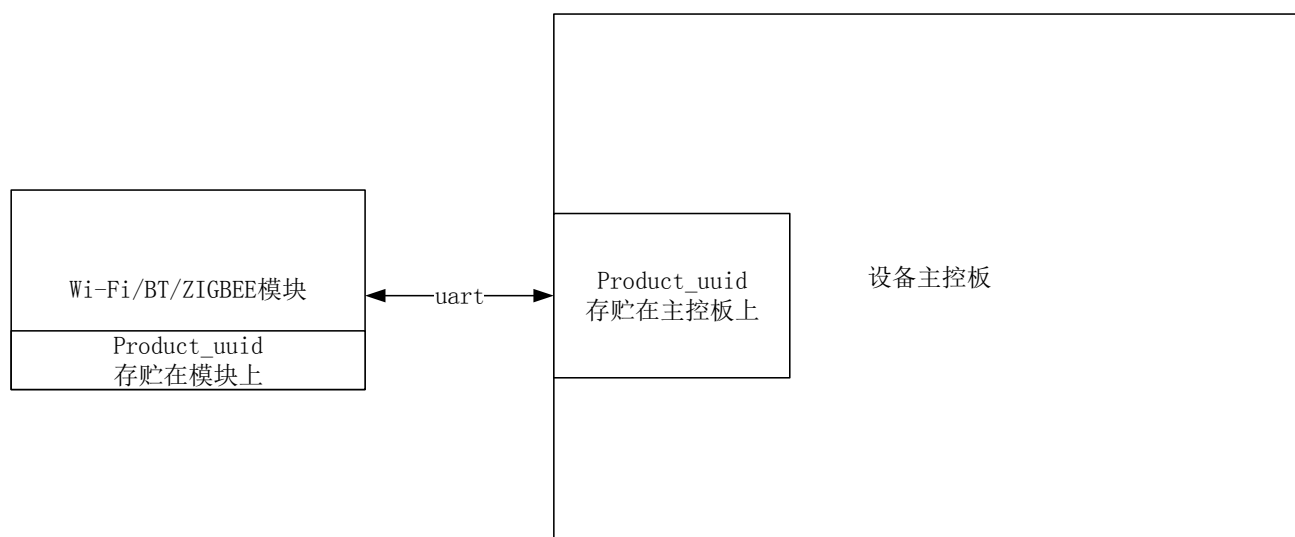 Wi-Fi/BT/ZIGBEE模块
Product_uuid
存贮在模块上
uart
Product_uuid
存贮在主控板上
设备主控板